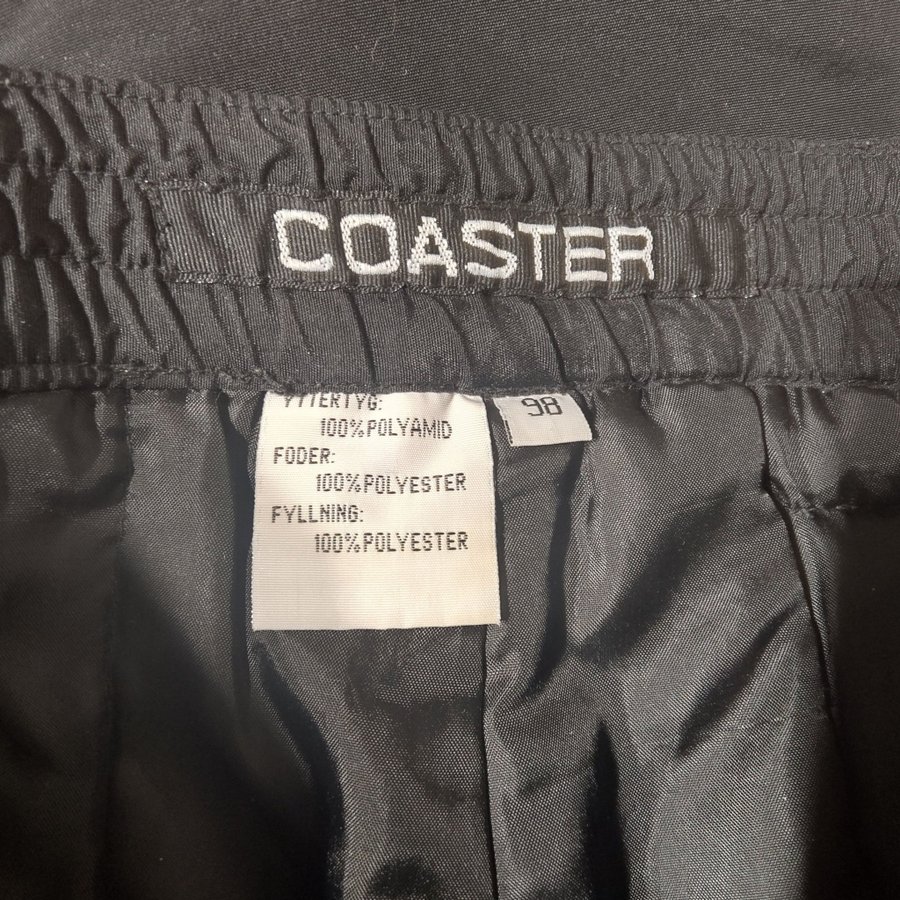 COASTER
YTTERTYG:
100%POLYAMID
98
FODER:
100%POLYESTER
FYLLNING:
100%POLYESTER